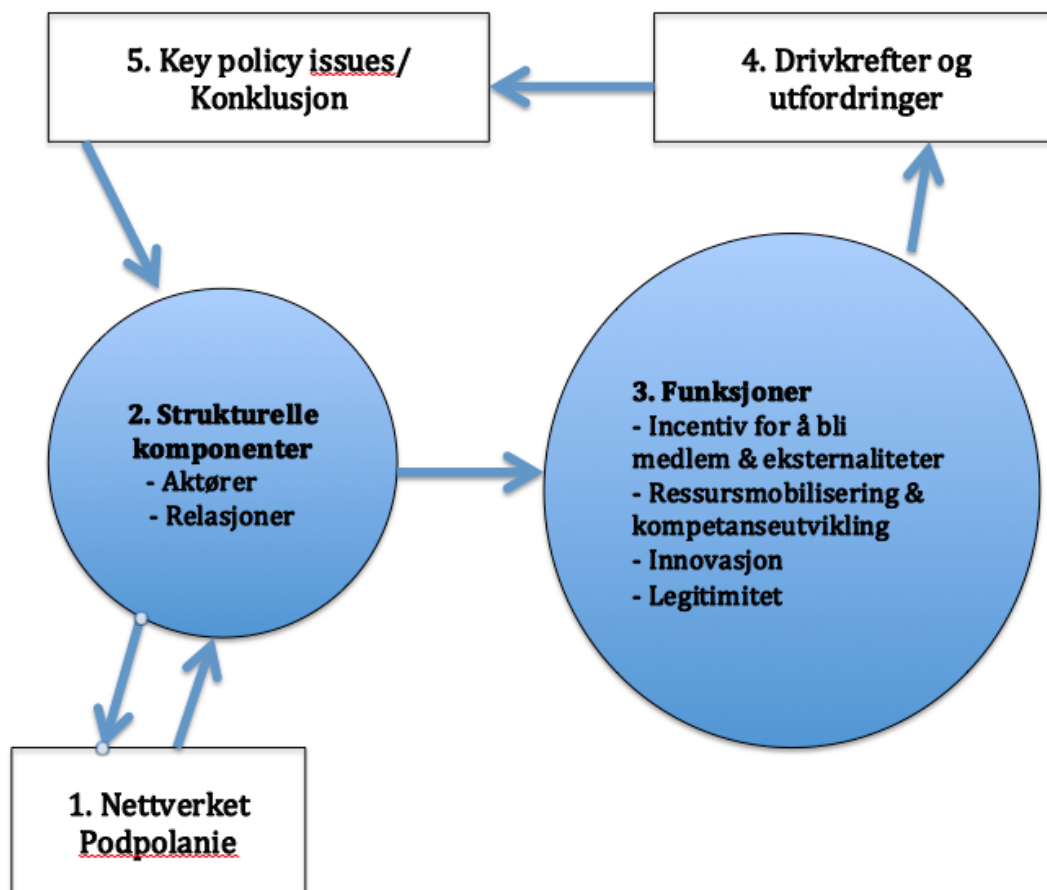 5. Key policy issues/
Konklusjon
4. Drivkrefter og
utfordringer
2. Strukturelle
komponenter
- Aktører
- Relasjoner
3. Funksjoner
- Incentiv for å bli
medlem & eksternaliteter
- Ressursmobilisering &
kompetanseutvikling
- Innovasjon
- Legitimitet
1. Nettverket
Podpolanie